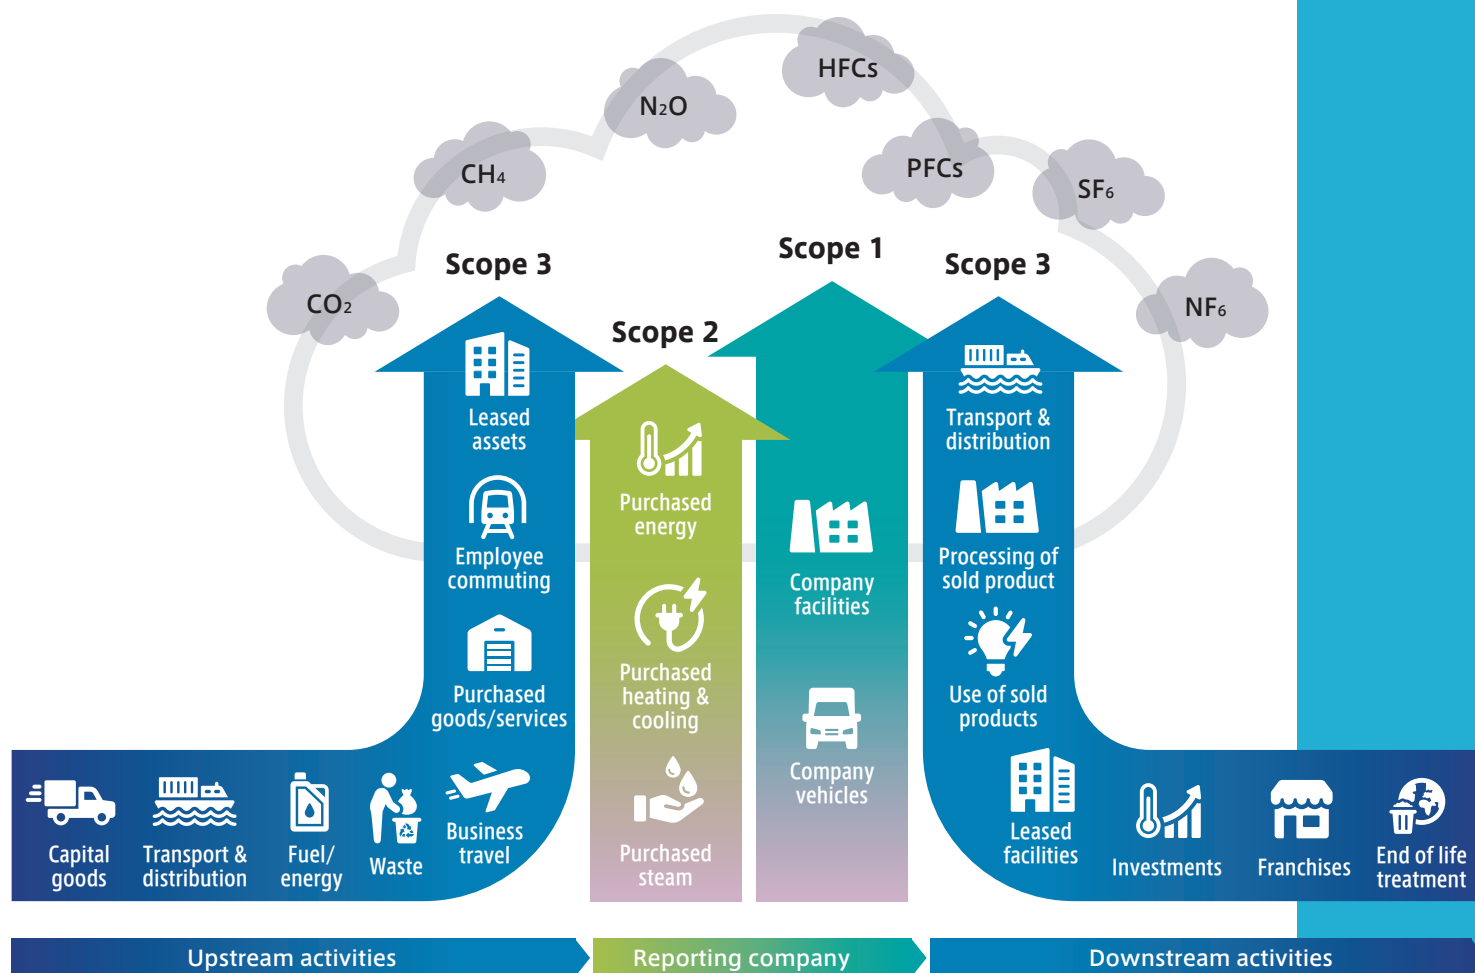 HFCs
N₂O
CH₄
PFCs
SF₆
CO₂
NF₆
Scope 3
Scope 2
Scope 1
Scope 3
Leased
assets
Employee
commuting
Purchased
goods/services
Business
travel
Waste
Fuel/
energy
Transport &
distribution
Capital
goods
Purchased
energy
Purchased
heating &
cooling
Purchased
steam
Company
facilities
Company
vehicles
Transport &
distribution
Processing of
sold product
Use of sold
products
Leased
facilities
Investments
Franchises
End of life
treatment
Upstream activities
Reporting company
Downstream activities